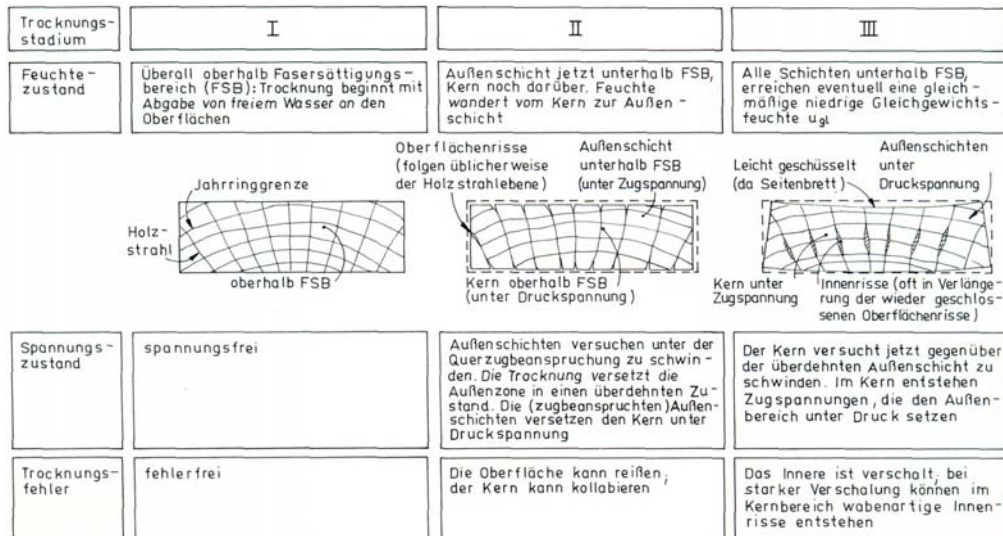 Trocknungs-
stadium
I
II
III
Feuchte-
zustand
Überall oberhalb Fasersättigungs-
bereich (FSB): Trocknung beginnt mit
Abgabe von freiem Wasser an den
Oberflächen
Außenschicht jetzt unterhalb FSB,
Kern noch darüber. Feuchte
wandert vom Kern zur Außen-
schicht
Alle Schichten unterhalb FSB,
erreichen eventuell eine gleich-
mäßige niedrige Gleichgewichts-
feuchte ugl
Jahrringgrenze
Holz-
strahl
oberhalb FSB
Oberflächenrisse
(folgen üblicherweise
der Holzstrahlebene)
Außenschicht
unterhalb FSB
(unter Zugspannung)
Kern oberhalb FSB
(unter Druckspannung)
Leicht geschüsselt
(da Seitenbrett)
Außenschichten
unter
Druckspannung
Kern unter
Zugspannung
Innenrisse (oft in Verlänge-
rung der wieder geschlos-
senen Oberflächenrisse)
Spannungs-
zustand
spannungsfrei
Außenschichten versuchen unter der
Querzugbeanspruchung zu schwin-
den. Die Trocknung versetzt die
Außenzone in einen überdehnten Zu-
stand. Die (zugbeanspruchten) Außen-
schichten versetzen den Kern unter
Druckspannung
Der Kern versucht jetzt gegenüber
der überdehnten Außenschicht zu
schwinden. Im Kern entstehen
Zugspannungen, die den Außen-
bereich unter Druck setzen
Trocknungs-
fehler
fehlerfrei
Die Oberfläche kann reißen;
der Kern kann kollabieren
Das Innere ist verschalt; bei
starker Verschalung können im
Kernbereich wabenartige Innen-
risse entstehen